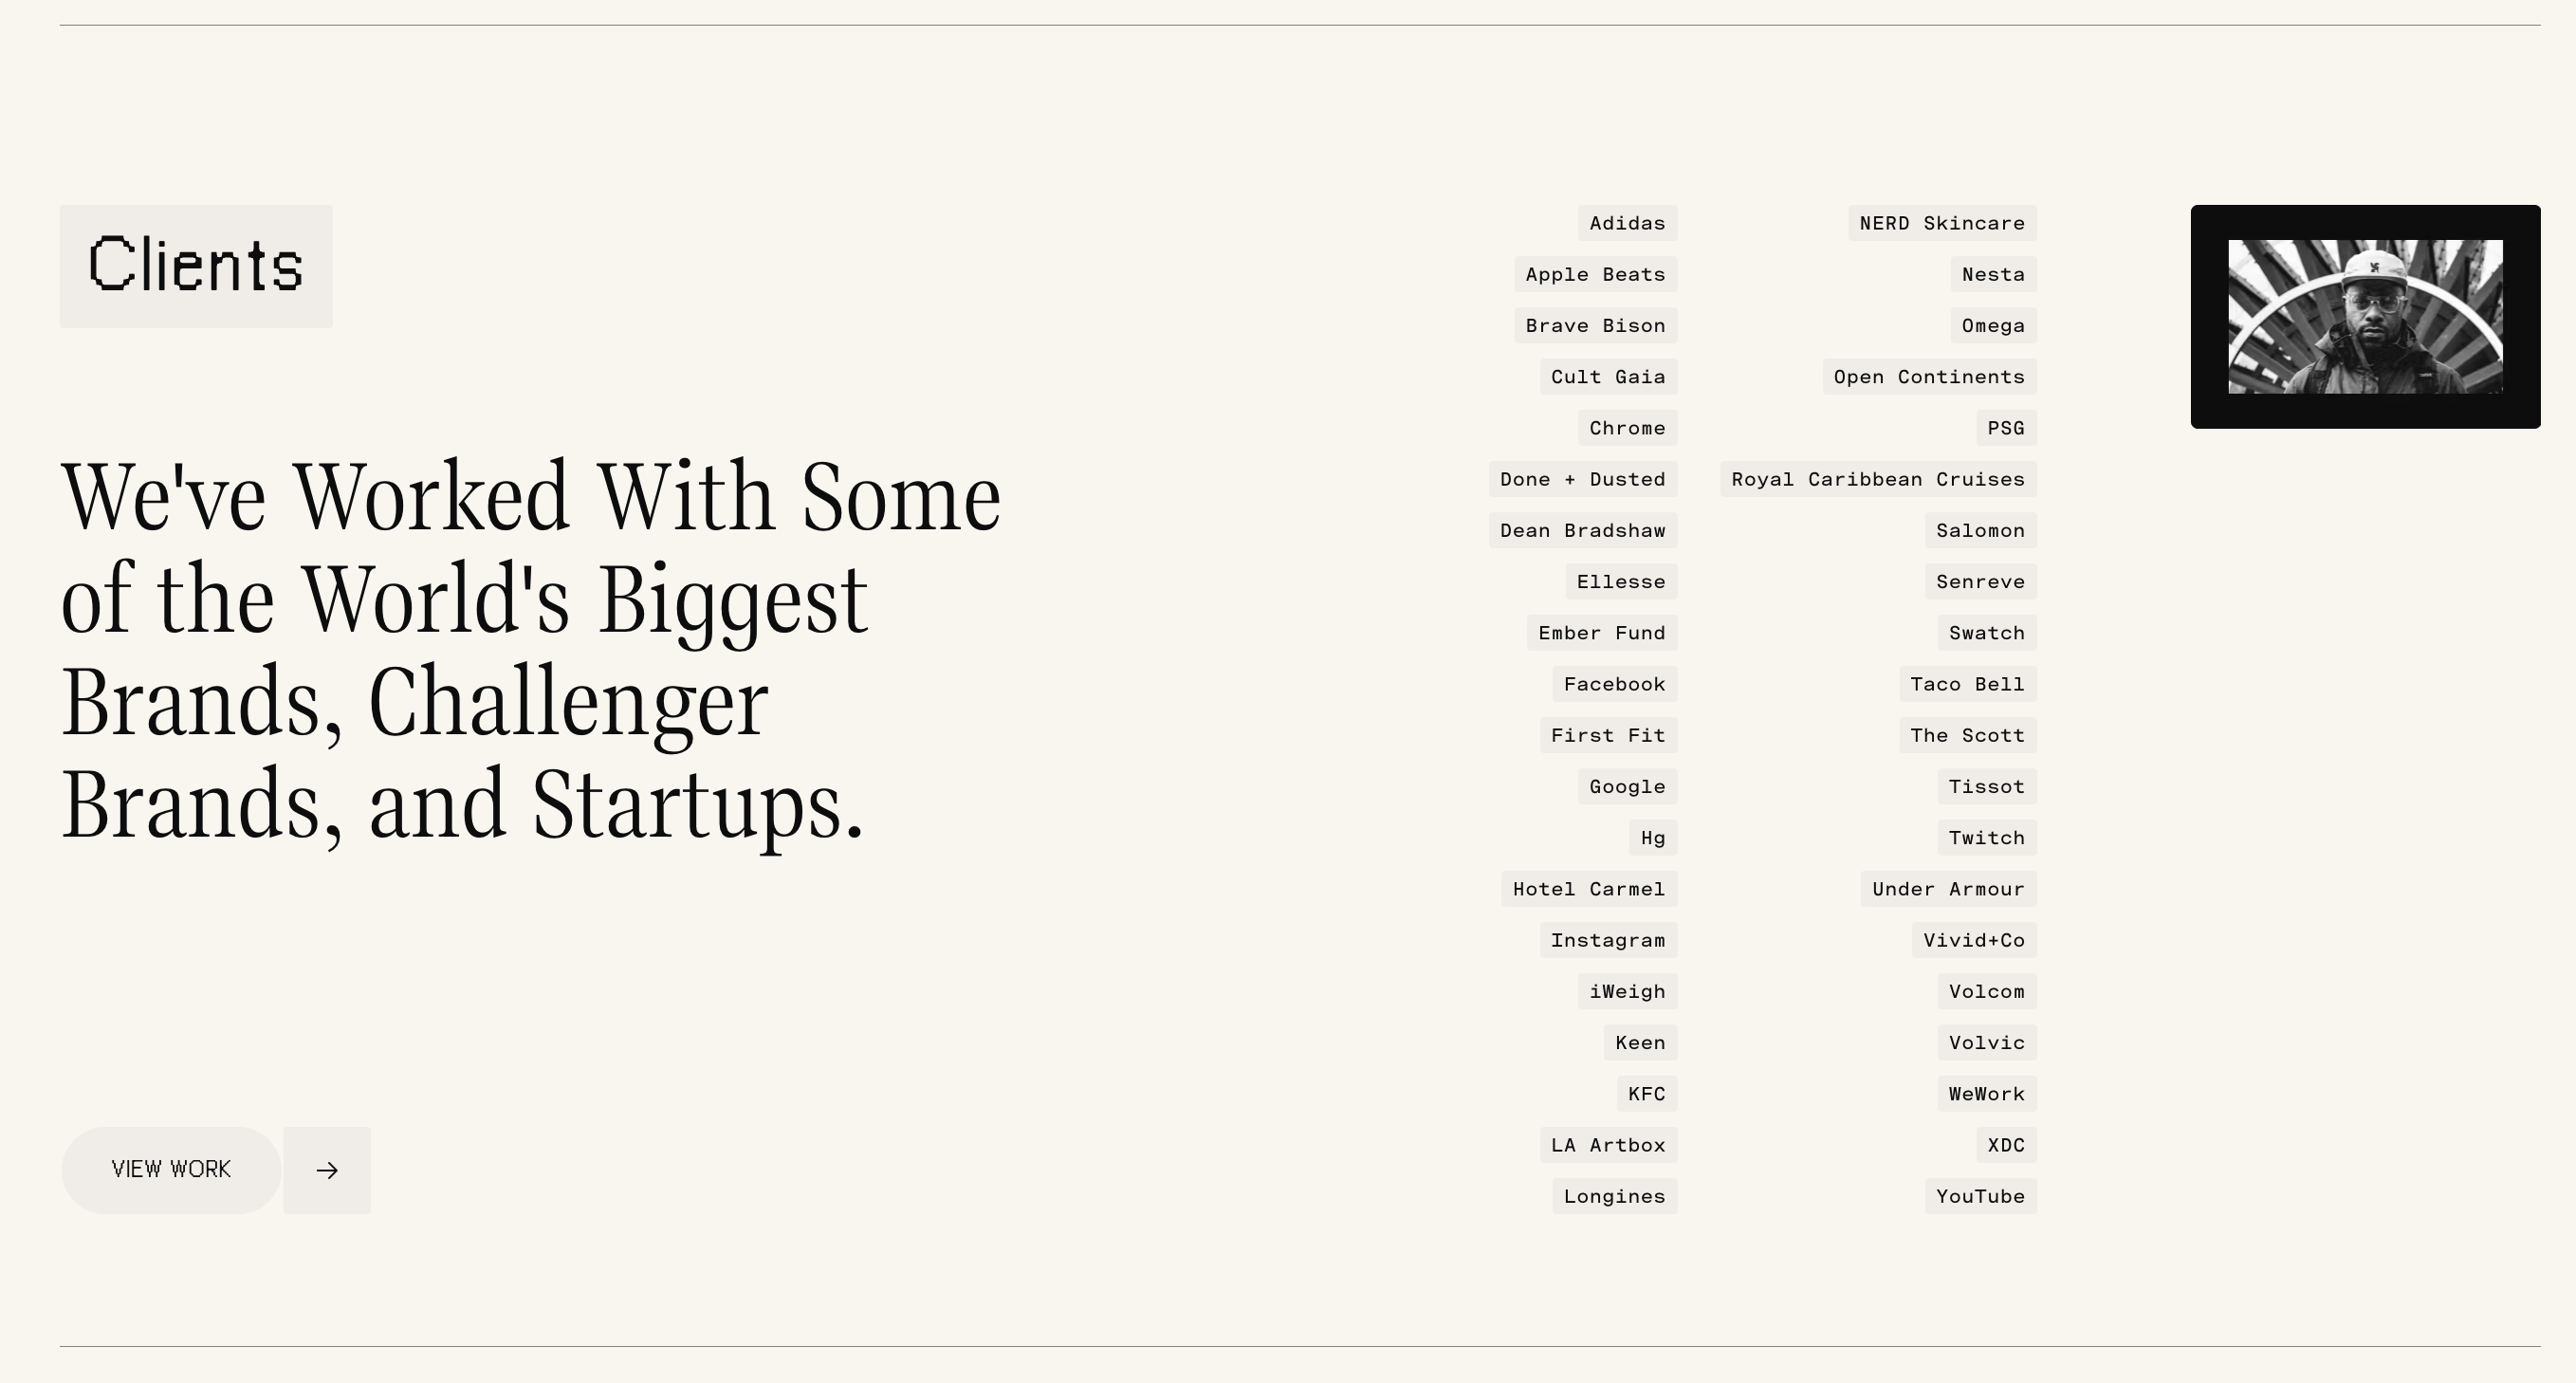 Clients
We've Worked With Some
of the World's Biggest
Brands, Challenger
Brands, and Startups.
VIEW WORK →
Adidas
Apple Beats
Brave Bison
Cult Gaia
Chrome
Done + Dusted
Dean Bradshaw
Ellesse
Ember Fund
Facebook
First Fit
Google
Hg
Hotel Carmel
Instagram
iWeigh
Keen
KFC
LA Artbox
Longines
NERD Skincare
Nesta
Omega
Open Continents
PSG
Royal Caribbean Cruises
Salomon
Senreve
Swatch
Taco Bell
The Scott
Tissot
Twitch
Under Armour
Vivid+Co
Volcom
Volvic
WeWork
XDC
YouTube